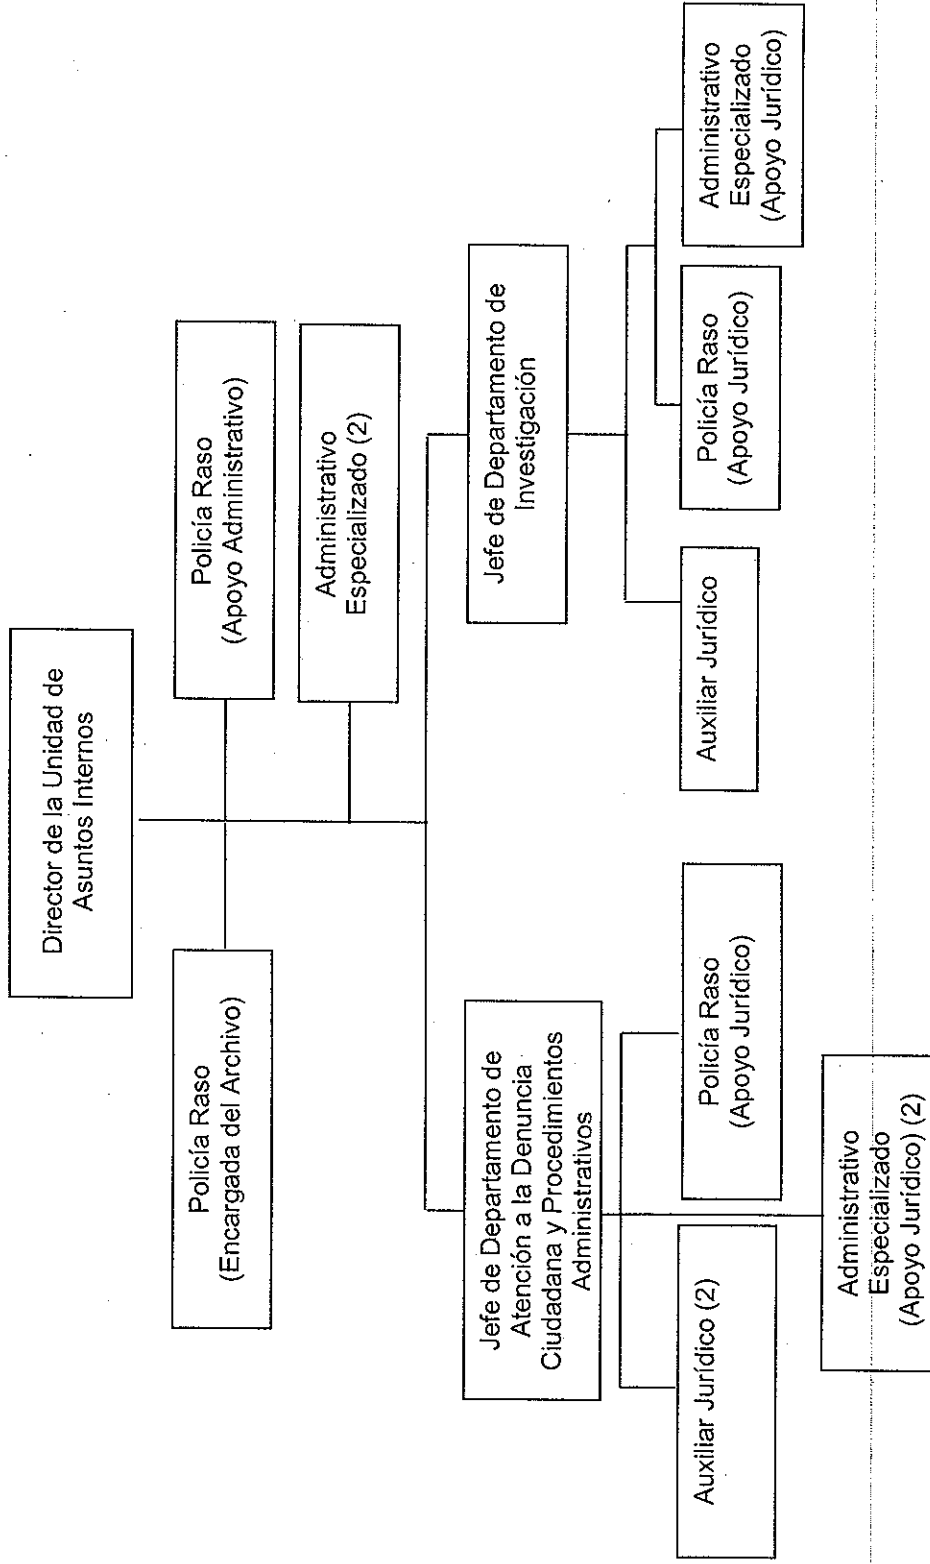 Director de la Unidad de
Asuntos Internos
Policía Raso
(Encargada del Archivo)
Policía Raso
(Apoyo Administrativo)
Administrativo
Especializado (2)
Jefe de Departamento de
Atención a la Denuncia
Ciudadana y Procedimientos
Administrativos
Jefe de Departamento de
Investigación
Auxiliar Jurídico (2)
Policía Raso
(Apoyo Jurídico)
Administrativo
Especializado
(Apoyo Jurídico) (2)
Auxiliar Jurídico
Policía Raso
(Apoyo Jurídico)
Administrativo
Especializado
(Apoyo Jurídico)